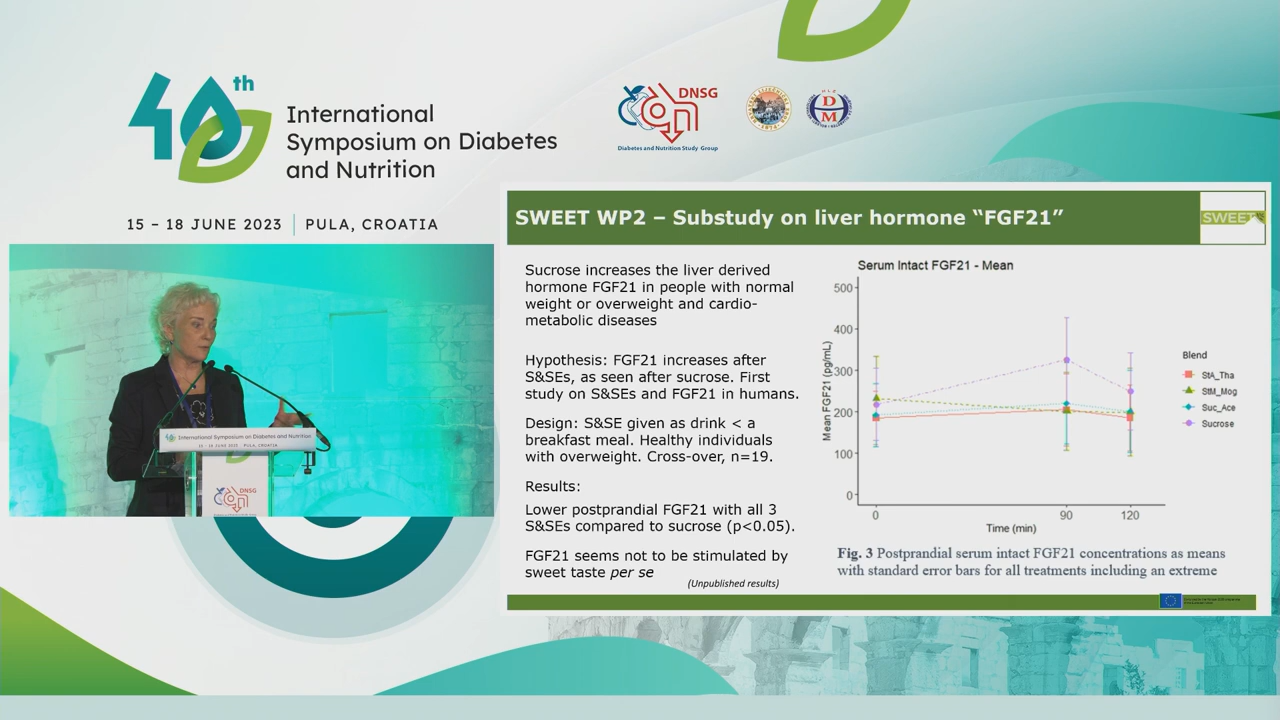 40th
International
Symposium on Diabetes
and Nutrition
15 – 18 JUNE 2023 | PULA, CROATIA
DNSG
Diabetes and Nutrition Study Group
SWEET WP2 – Substudy on liver hormone “FGF21”
SWEET
Sucrose increases the liver derived
hormone FGF21 in people with normal
weight or overweight and cardio-
metabolic diseases
Hypothesis: FGF21 increases after
S&SEs, as seen after sucrose. First
study on S&SEs and FGF21 in humans.
Design: S&SE given as drink < a
breakfast meal. Healthy individuals
with overweight. Cross-over, n=19.
Results:
Lower postprandial FGF21 with all 3
S&SEs compared to sucrose (p<0.05).
FGF21 seems not to be stimulated by
sweet taste per se
(Unpublished results)
Serum Intact FGF21 - Mean
Mean FGF21 (pg/mL)
500
400
300
200
100
0
0 90 120
Time (min)
Blend
StA_Tha
StM_Mog
Suc_Ace
Sucrose
Fig. 3 Postprandial serum intact FGF21 concentrations as means
with standard error bars for all treatments including an extreme
International Symposium on Diabetes and Nutrition
15 - 18 JUNE 2023 | PULA, CROATIA
DNSG